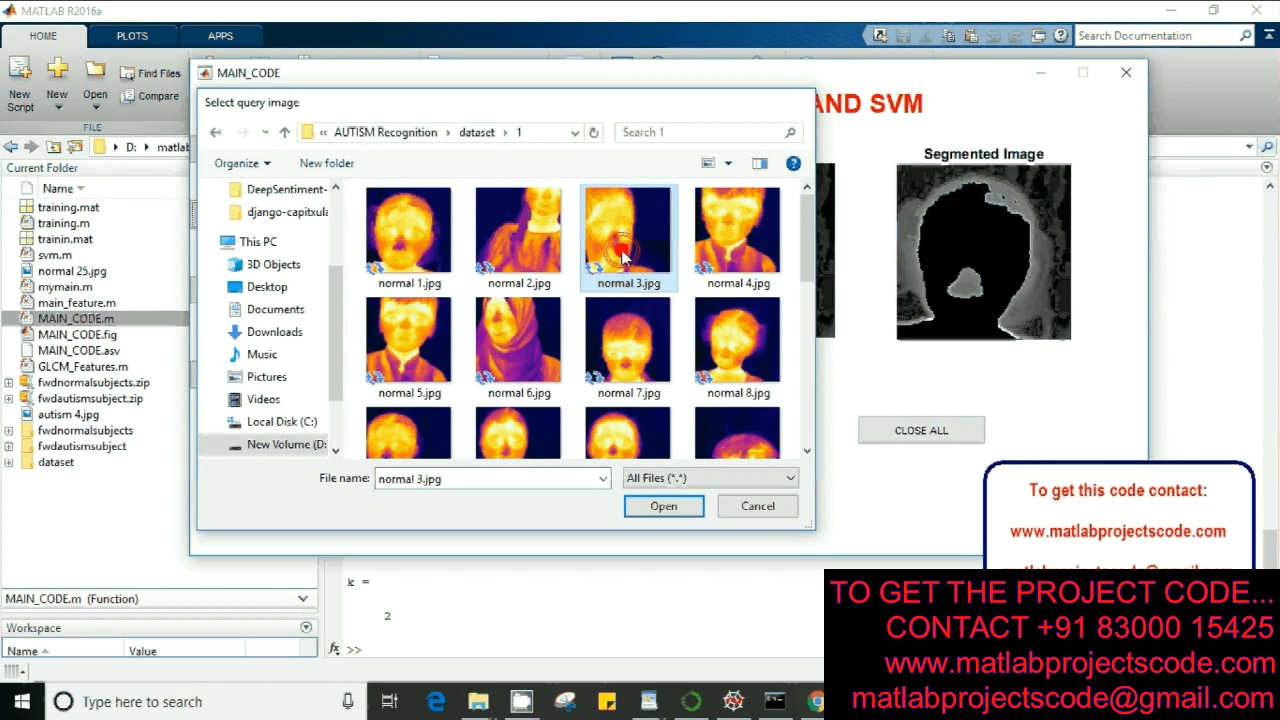 MATLAB R2016a
HOME
PLOTS
APPS
Search Documentation
New
Script
New
Open
Find Files
Compare
FILE
D:
matlab
Current Folder
Name
training.mat
training.m
trainin.mat
svm.m
normal 25.jpg
mymain.m
main_feature.m
MAIN_CODE.m
MAIN_CODE.fig
MAIN_CODE.asv
GLCM_Features.m
fwdnormalsubjects.zip
fwdautismsubject.zip
autism 4.jpg
fwdnormalsubjects
fwdautismsubject
dataset
MAIN_CODE.m (Function)
Workspace
Name
Value
MAIN_CODE
AND SVM
Segmented Image
CLOSE ALL
Select query image
AUTISM Recognition
dataset
1
Search 1
Organize
New folder
DeepSentiment-
django-capitxula
This PC
3D Objects
Desktop
Documents
Downloads
Music
Pictures
Videos
Local Disk (C:)
New Volume (D:
normal 1.jpg
normal 2.jpg
normal 3.jpg
normal 4.jpg
normal 5.jpg
normal 6.jpg
normal 7.jpg
normal 8.jpg
File name:
normal 3.jpg
All Files (*.*)
Open
Cancel
k =
2
fx >>
To get this code contact:
www.matlabprojectscode.com
TO GET THE PROJECT CODE...
CONTACT +91 83000 15425
www.matlabprojectscode.com
matlabprojectscode@gmail.com
Type here to search